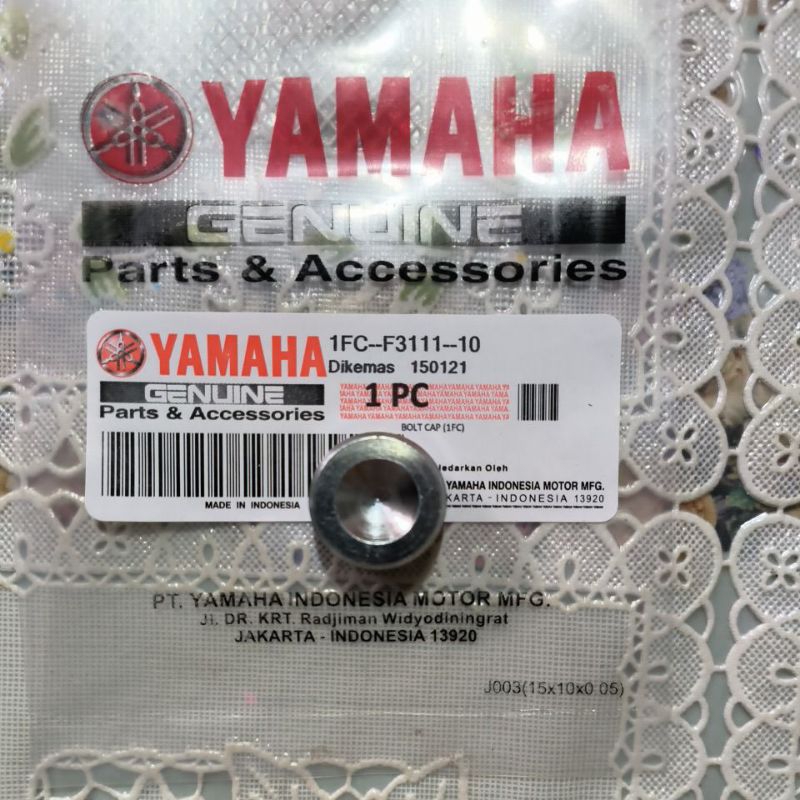 YAMAHA
GENUINE
Parts & Accessories
YAMAHA
GENUINE
Parts & Accessories
1FC--F3111--10
Dikemas 150121
1 PC
BOLT CAP (1FC)
Oleh
YAMAHA INDONESIA MOTOR MFG.
- INDONESIA 13920
MADE IN INDONESIA
PT. YAMAHA INDONESIA MOTOR MFG.
Jl. DR. KRT. Radjiman Widyodiningrat
JAKARTA - INDONESIA 13920
J003(15x10x0.05)